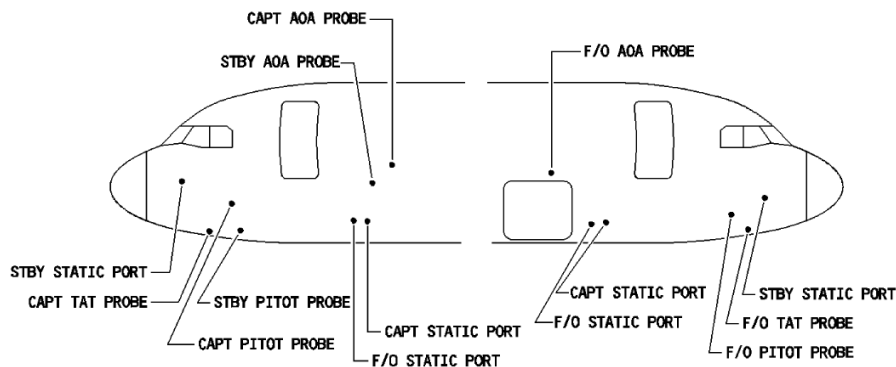 CAPT AOA PROBE
STBY AOA PROBE
F/O AOA PROBE
STBY STATIC PORT
CAPT TAT PROBE
STBY PITOT PROBE
CAPT PITOT PROBE
CAPT STATIC PORT
F/O STATIC PORT
CAPT STATIC PORT
F/O STATIC PORT
STBY STATIC PORT
F/O TAT PROBE
F/O PITOT PROBE